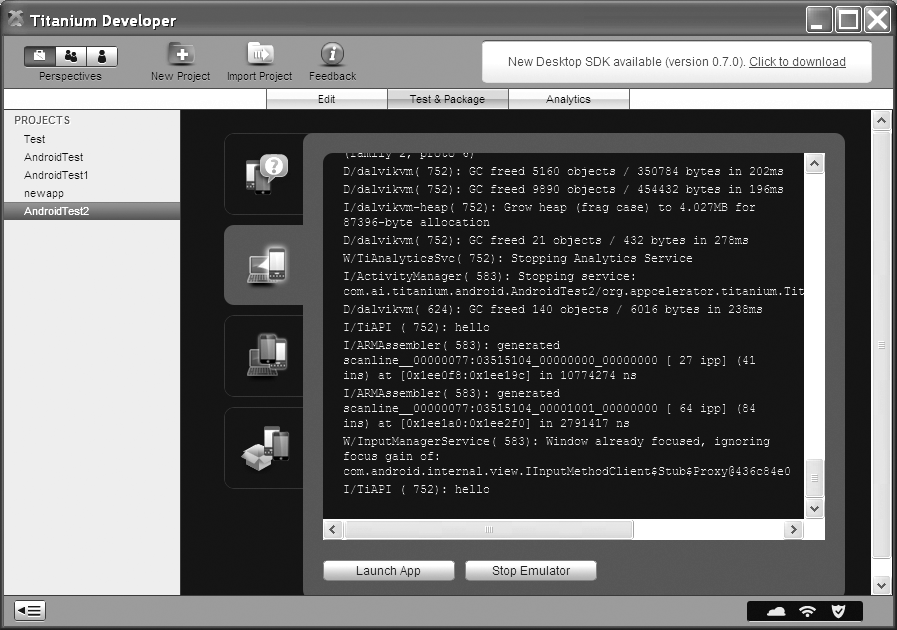 Titanium Developer
Perspectives
New Project
Import Project
Feedback
New Desktop SDK available (version 0.7.0). Click to download
Edit
Test & Package
Analytics
PROJECTS
Test
AndroidTest
AndroidTest1
newapp
AndroidTest2
(family 2, proto 6)
D/dalvikvm( 752): GC freed 5160 objects / 350784 bytes in 202ms
D/dalvikvm( 752): GC freed 9890 objects / 454432 bytes in 196ms
I/dalvikvm-heap( 752): Grow heap (frag case) to 4.027MB for
87396-byte allocation
D/dalvikvm( 752): GC freed 21 objects / 432 bytes in 278ms
W/TiAnalyticsSvc( 752): Stopping Analytics Service
I/ActivityManager( 583): Stopping service:
com.ai.titanium.android.AndroidTest2/org.appcelerator.titanium.Tit
D/dalvikvm( 624): GC freed 140 objects / 6016 bytes in 238ms
I/TiAPI ( 752): hello
I/ARMAssembler( 583): generated
scanline__00000077:03515104_00000000_00000000 [ 27 ipp] (41
ins) at [0x1ee0f8:0x1ee19c] in 10774274 ns
I/ARMAssembler( 583): generated
scanline__00000077:03515104_00001001_00000000 [ 64 ipp] (84
ins) at [0x1ee1a0:0x1ee2f0] in 2791417 ns
W/InputManagerService( 583): Window already focused, ignoring
focus gain of:
com.android.internal.view.IInputMethodClient$Stub$Proxy@436c84e0
I/TiAPI ( 752): hello
Launch App
Stop Emulator